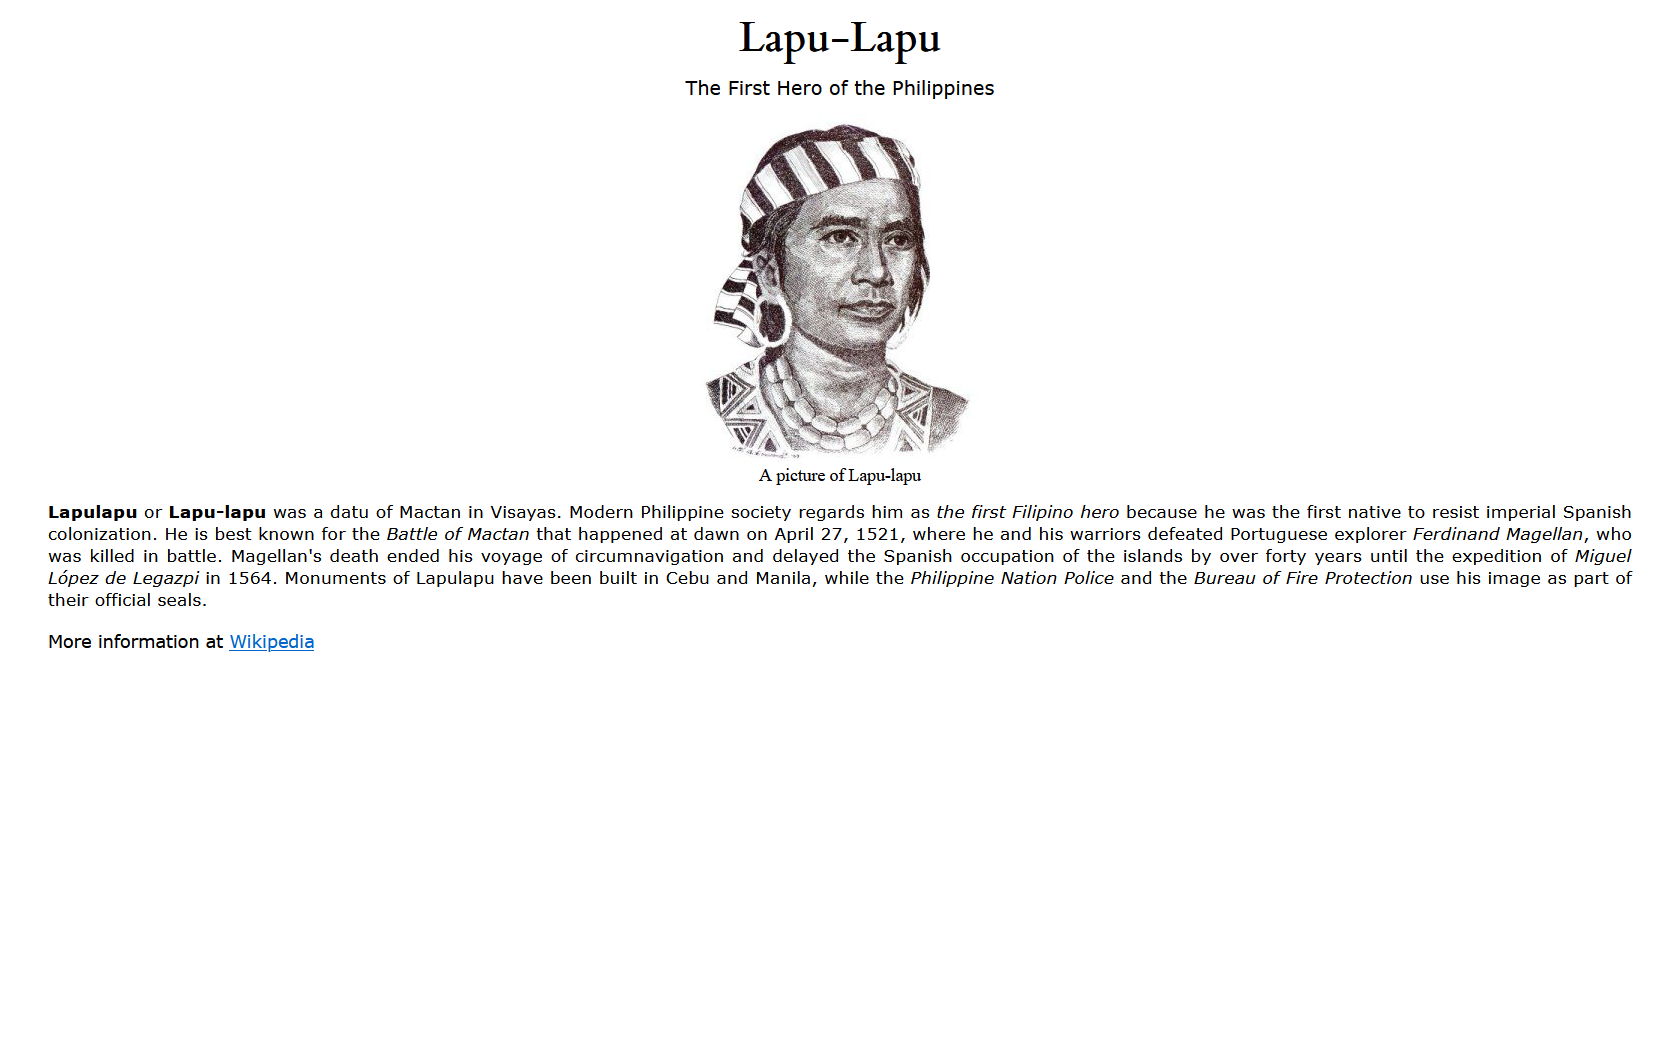 Lapu-Lapu
The First Hero of the Philippines
A picture of Lapu-lapu
Lapulapu or Lapu-lapu was a datu of Mactan in Visayas. Modern Philippine society regards him as the first Filipino hero because he was the first native to resist imperial Spanish
colonization. He is best known for the Battle of Mactan that happened at dawn on April 27, 1521, where he and his warriors defeated Portuguese explorer Ferdinand Magellan, who
was killed in battle. Magellan's death ended his voyage of circumnavigation and delayed the Spanish occupation of the islands by over forty years until the expedition of Miguel
López de Legazpi in 1564. Monuments of Lapulapu have been built in Cebu and Manila, while the Philippine Nation Police and the Bureau of Fire Protection use his image as part of
their official seals.
More information at Wikipedia